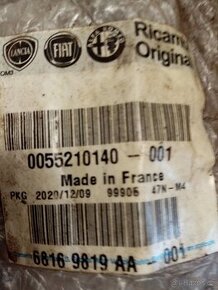 LANCIA
FIAT
Ricambi
Original
0055210140 - 001
Made in France
PKG 2020/12/09 99906 47N-M4
6816 9819 AA 001